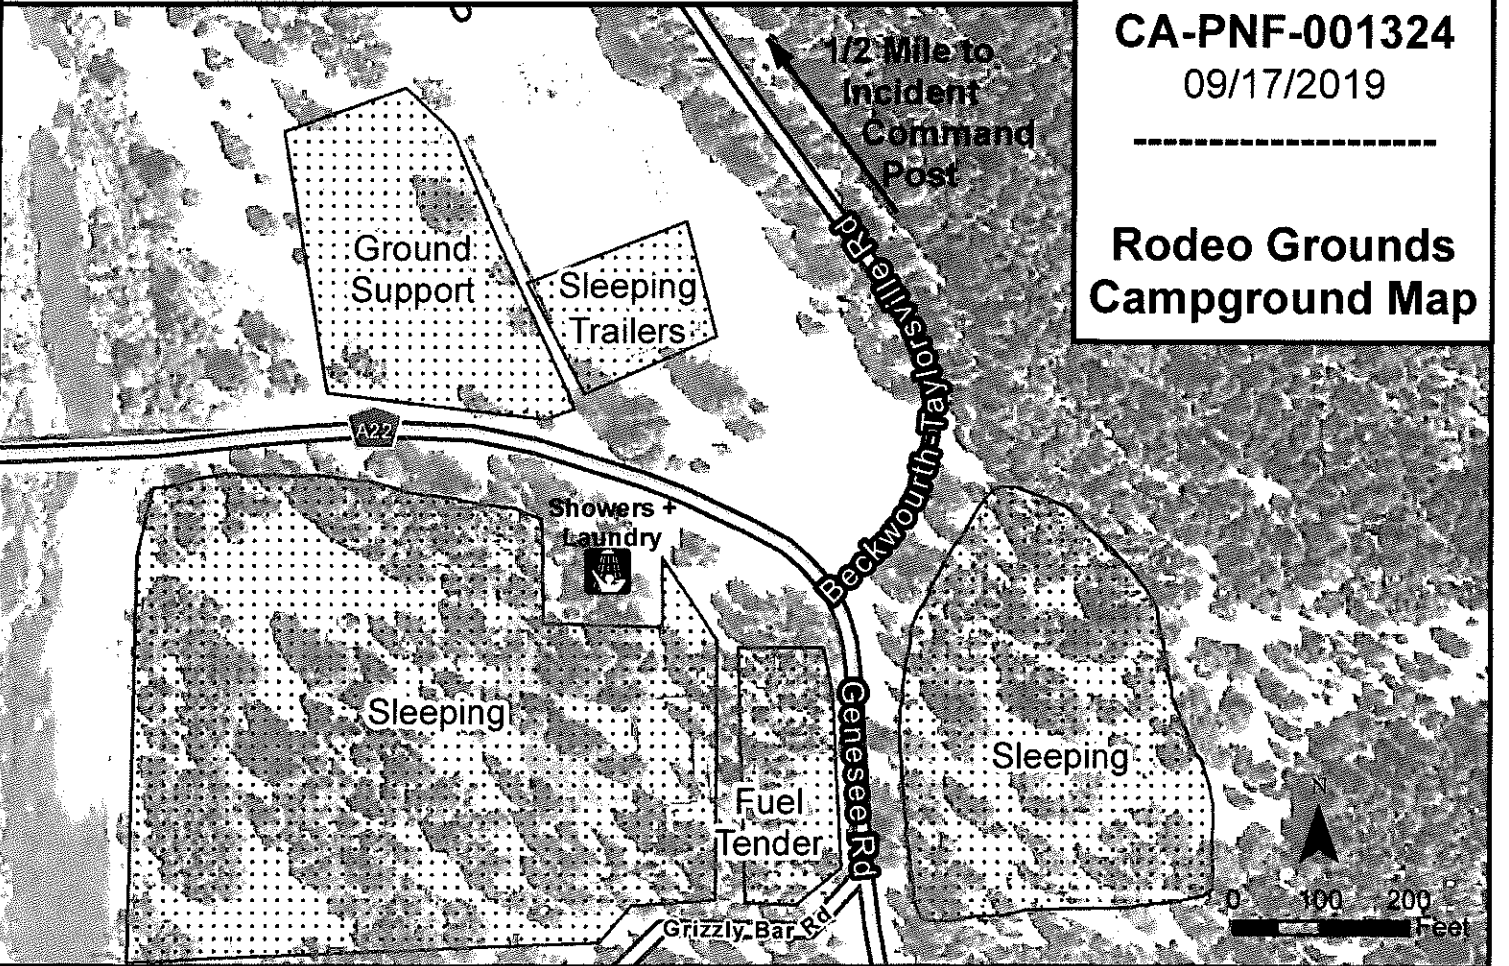 CA-PNF-001324
09/17/2019
--------------------
Rodeo Grounds
Campground Map
1/2 Mile to
Incident
Command
Post
Ground
Support
Sleeping
Trailers
Beckwourth-Taylorsville Rd
A22
Showers +
Laundry
Sleeping
Fuel
Tender
Genesee Rd
Sleeping
Grizzly Bar Rd
N
0 100 200
Feet